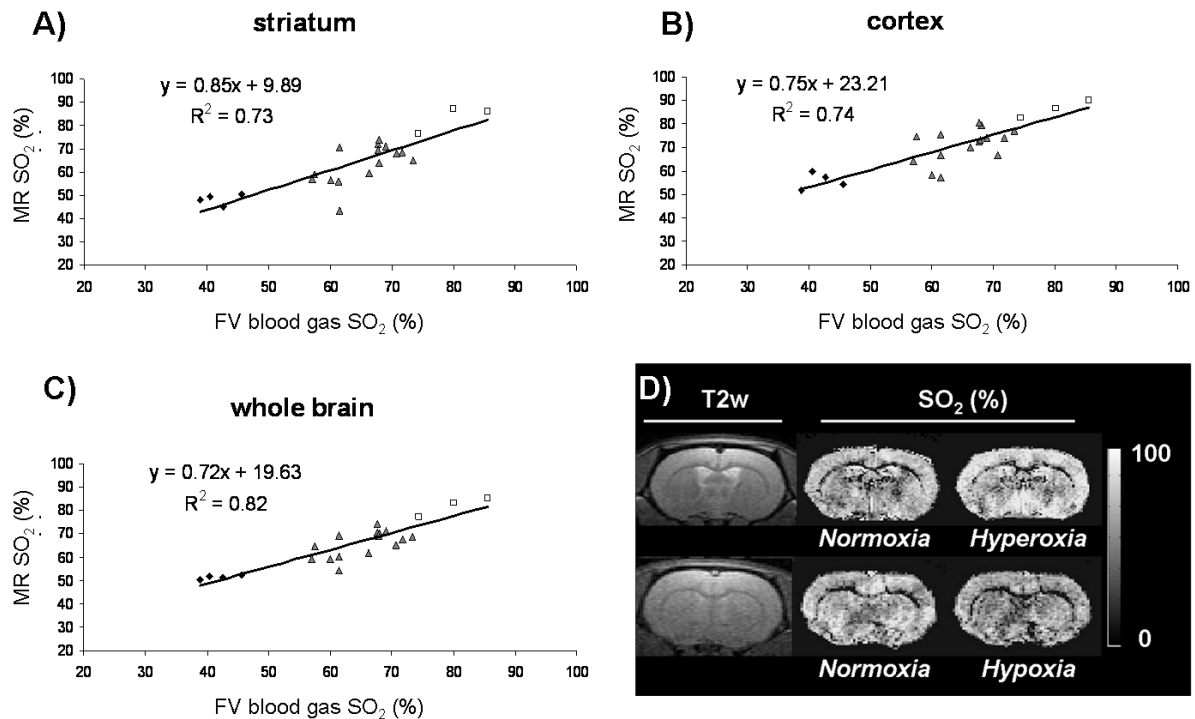 A)
striatum
y = 0.85x + 9.89
R² = 0.73
100
90
80
70
60
50
40
30
20
MR SO₂ (%)
20 30 40 50 60 70 80 90 100
FV blood gas SO₂ (%)
B)
cortex
y = 0.75x + 23.21
R² = 0.74
100
90
80
70
60
50
40
30
20
MR SO₂ (%)
20 30 40 50 60 70 80 90 100
FV blood gas SO₂ (%)
C)
whole brain
y = 0.72x + 19.63
R² = 0.82
100
90
80
70
60
50
40
30
20
MR SO₂ (%)
20 30 40 50 60 70 80 90 100
FV blood gas SO₂ (%)
D)
T2w SO₂ (%)
100
Normoxia Hyperoxia
0
Normoxia Hypoxia